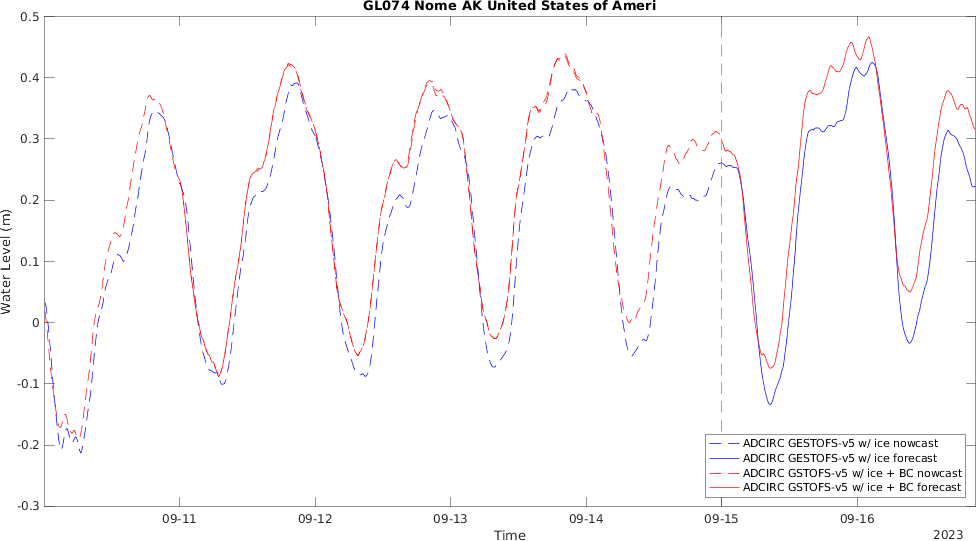 GL074 Nome AK United States of Ameri
0.5
0.4
0.3
0.2
0.1
0
-0.1
-0.2
-0.3
Water Level (m)
09-11
09-12
09-13
09-14
09-15
09-16
Time
2023
ADCIRC GESTOFS-v5 w/ ice nowcast
ADCIRC GESTOFS-v5 w/ ice forecast
ADCIRC GSTOFS-v5 w/ ice + BC nowcast
ADCIRC GSTOFS-v5 w/ ice + BC forecast